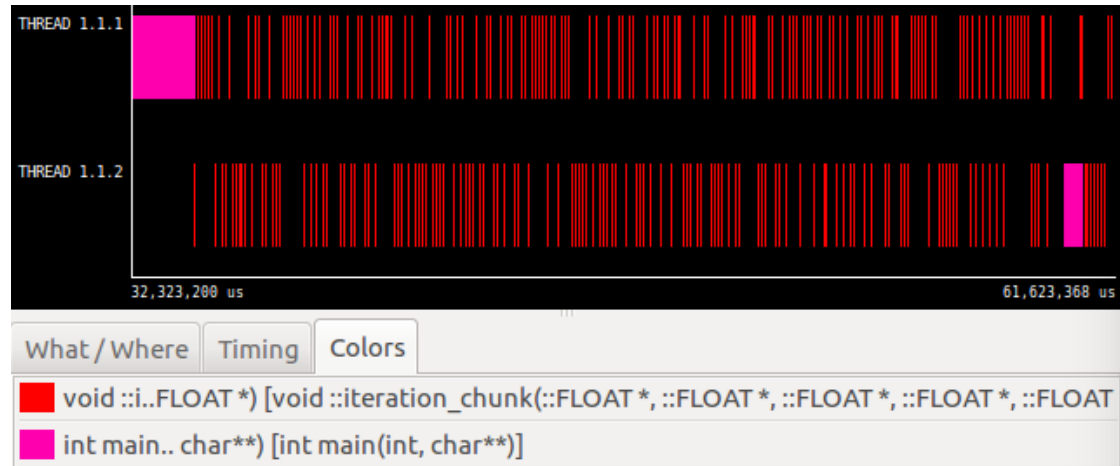 THREAD 1.1.1
THREAD 1.1.2
32,323,200 us 61,623,368 us
What / Where Timing Colors
void ::i..FLOAT *) [void ::iteration_chunk(::FLOAT *, ::FLOAT *, ::FLOAT *, ::FLOAT *, ::FLOAT
int main.. char**) [int main(int, char**)]